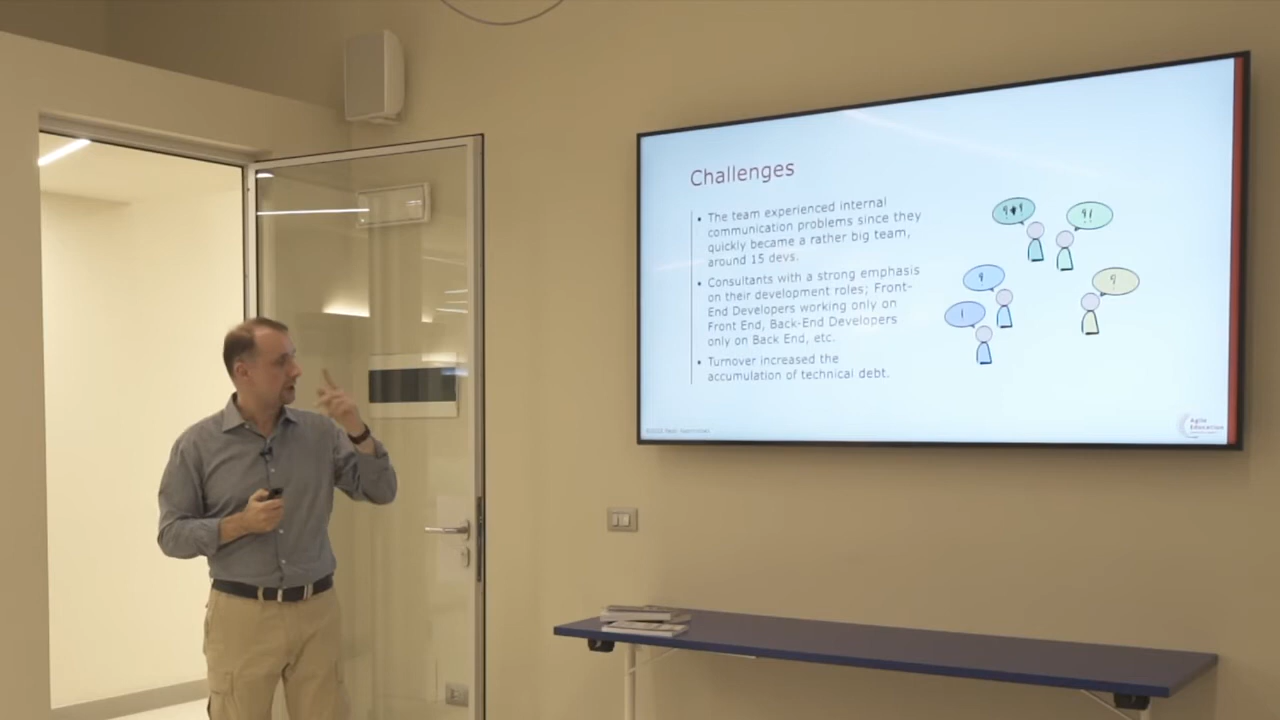 Challenges
• The team experienced internal
communication problems since they
quickly became a rather big team,
around 15 devs.
• Consultants with a strong emphasis
on their development roles; Front-
End Developers working only on
Front End, Back-End Developers
only on Back End, etc.
• Turnover increased the
accumulation of technical debt.
Agile
Education